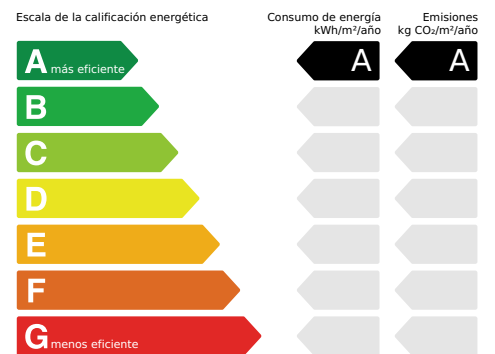 Escala de la calificación energética
Consumo de energía
kWh/m²/año
Emisiones
kg CO₂/m²/año
A más eficiente
A
A
B
C
D
E
F
G menos eficiente